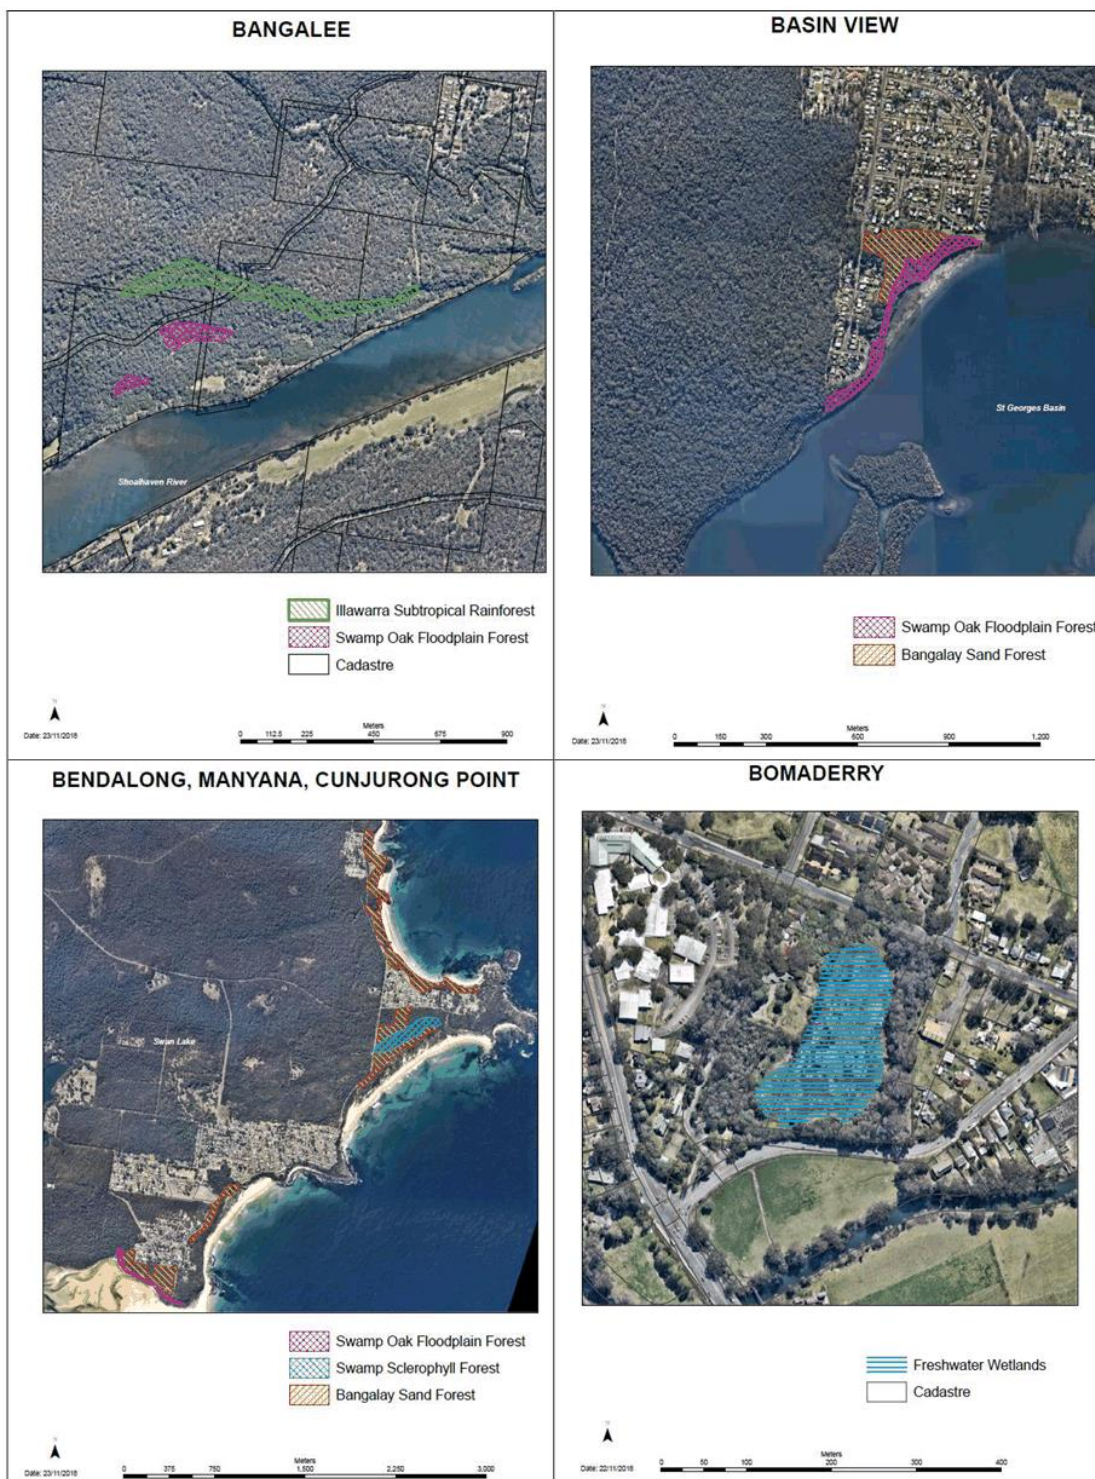 BANGALEE
Shoalhaven River
Illawarra Subtropical Rainforest
Swamp Oak Floodplain Forest
Cadastre
N
Date: 23/11/2018
Meters
0 112.5 225 450 675 900
BASIN VIEW
St Georges Basin
Swamp Oak Floodplain Forest
Bangalay Sand Forest
N
Date: 23/11/2018
Meters
0 150 300 600 900 1,200
BENDALONG, MANYANA, CUNJURONG POINT
Swan Lake
Swamp Oak Floodplain Forest
Swamp Sclerophyll Forest
Bangalay Sand Forest
N
Date: 23/11/2018
Meters
0 375 750 1,500 2,250 3,000
BOMADERRY
Freshwater Wetlands
Cadastre
N
Date: 22/11/2018
Meters
0 50 100 200 300 400